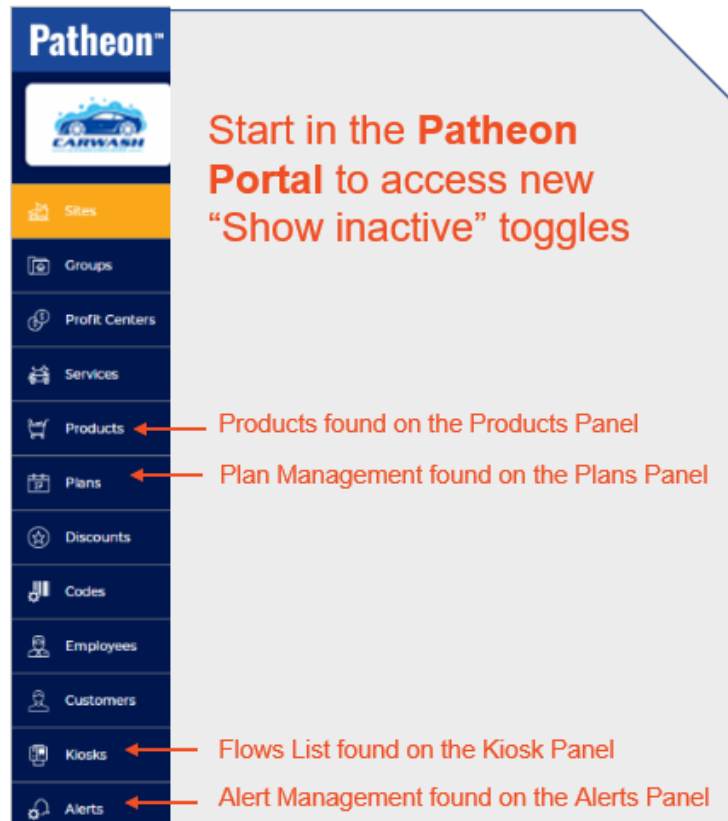 Patheon™
CARWASH
Start in the Patheon
Portal to access new
“Show inactive” toggles
Sites
Groups
Profit Centers
Services
Products
Products found on the Products Panel
Plans
Plan Management found on the Plans Panel
Discounts
Codes
Employees
Customers
Kiosks
Flows List found on the Kiosk Panel
Alerts
Alert Management found on the Alerts Panel